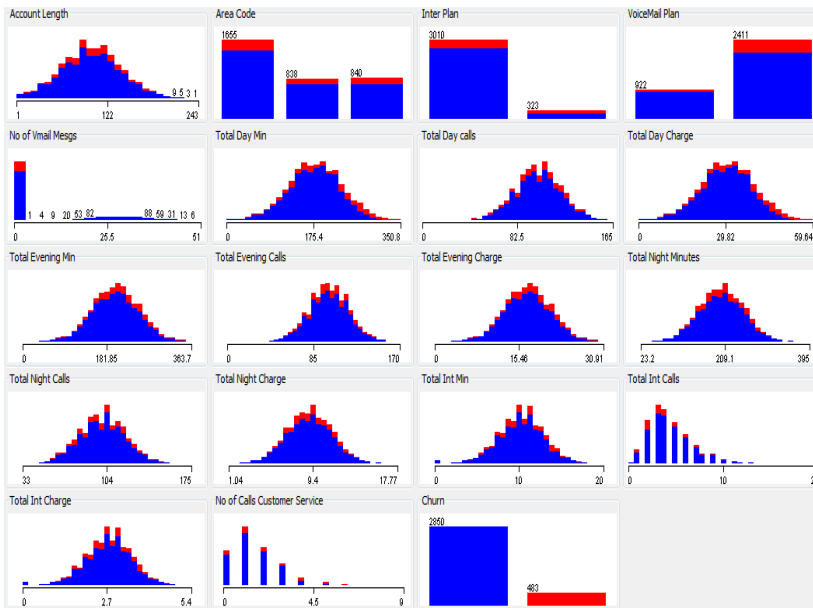 Account Length
9 5 3 1
1 122 243
Area Code
1655
838
840
Inter Plan
3010
323
VoiceMail Plan
922
2411
No of Vmail Mesgs
1 4 9 20 53 82 88 59 31 13 6
0 25.5 51
Total Day Min
0 175.4 350.8
Total Day calls
0 82.5 165
Total Day Charge
0 29.82 59.64
Total Evening Min
0 181.85 363.7
Total Evening Calls
0 85 170
Total Evening Charge
0 15.46 30.91
Total Night Minutes
23.2 209.1 395
Total Night Calls
33 104 175
Total Night Charge
1.04 9.4 17.77
Total Int Min
0 10 20
Total Int Calls
0 10 2
Total Int Charge
0 2.7 5.4
No of Calls Customer Service
0 4.5 9
Churn
2850
483